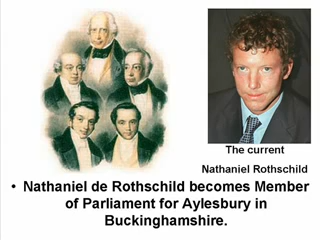 The current
Nathaniel Rothschild
• Nathaniel de Rothschild becomes Member
of Parliament for Aylesbury in
Buckinghamshire.